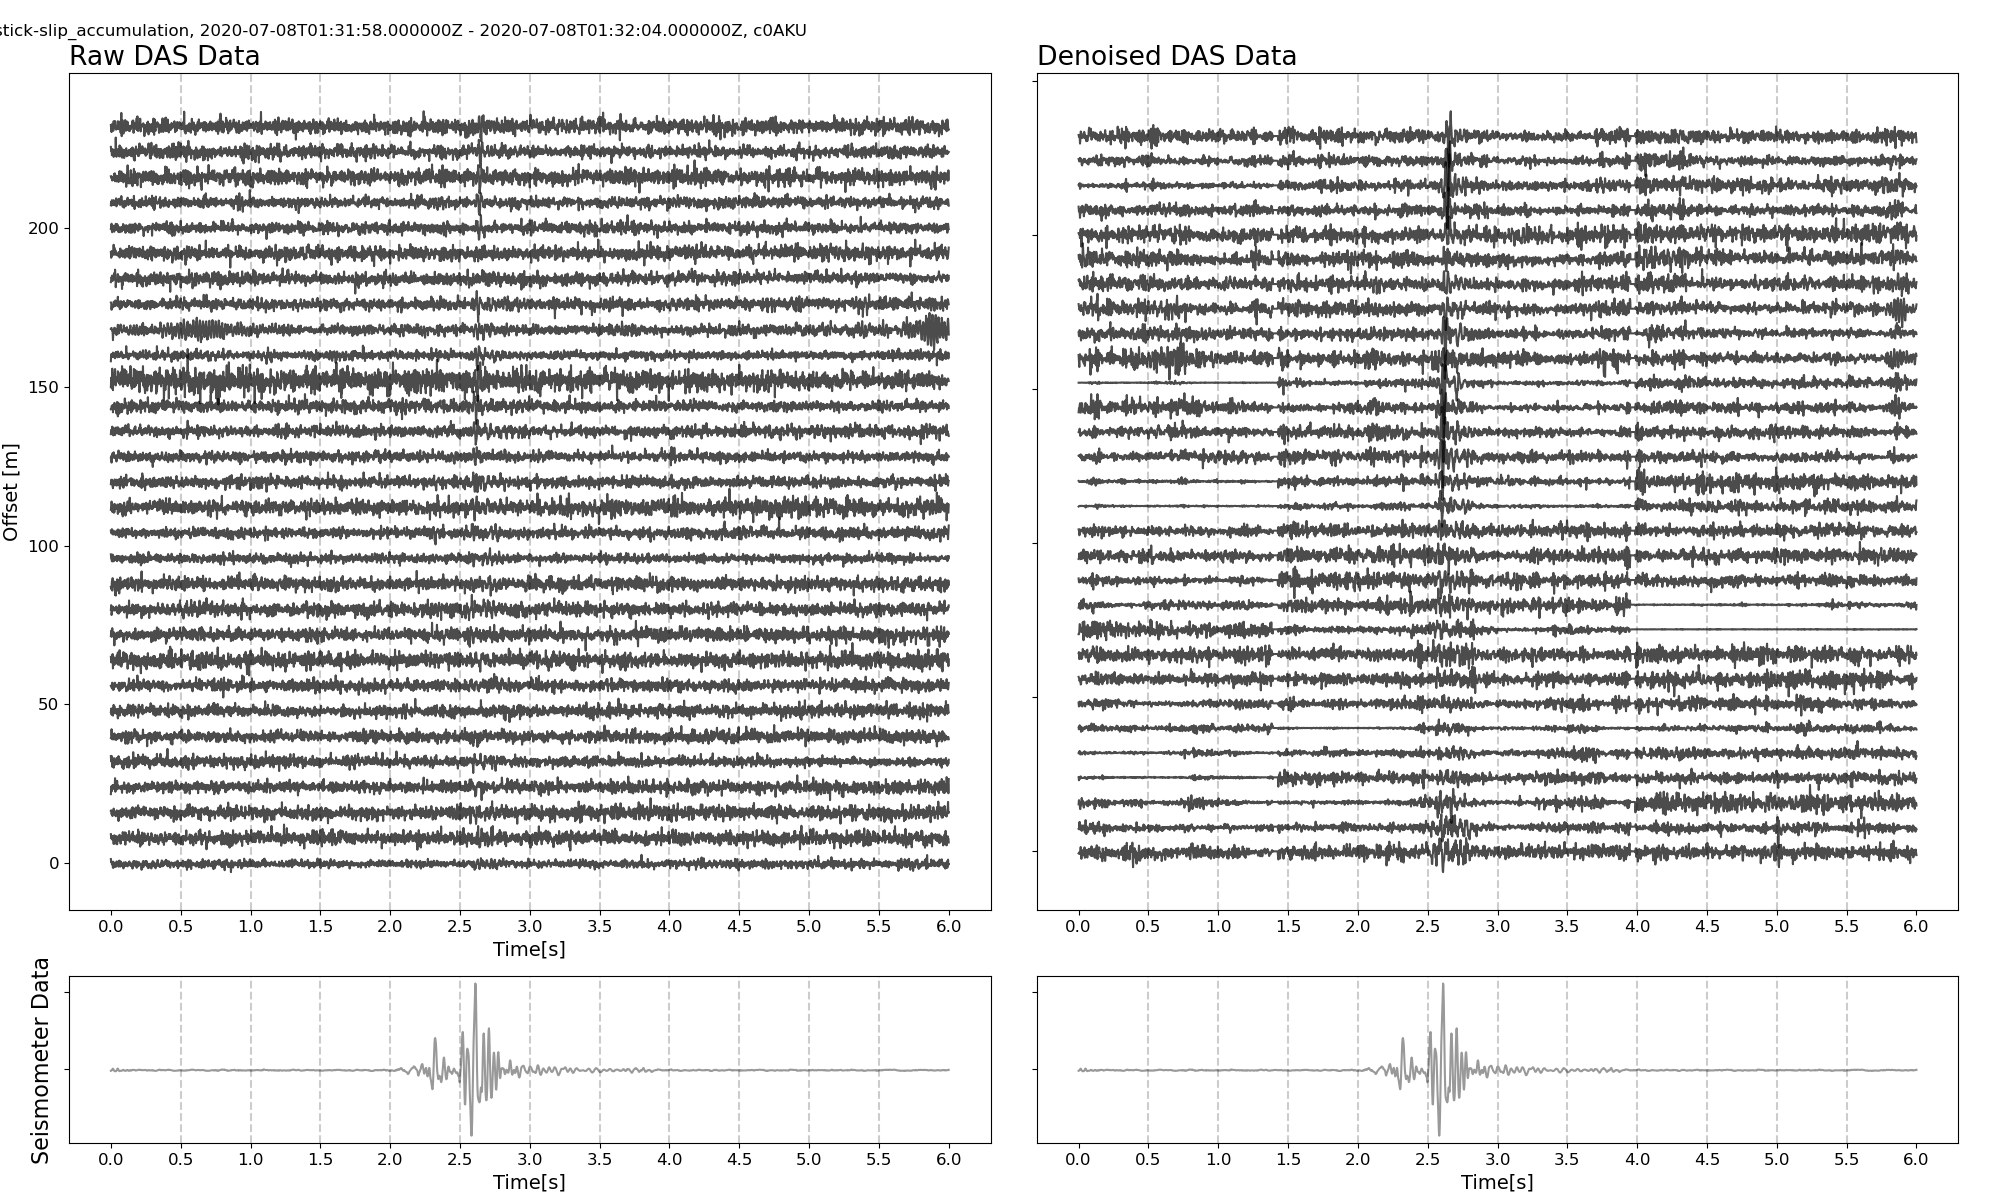 stick-slip_accumulation, 2020-07-08T01:31:58.000000Z - 2020-07-08T01:32:04.000000Z, c0AKU
Raw DAS Data
Denoised DAS Data
Offset [m]
200
150
100
50
0
0.0 0.5 1.0 1.5 2.0 2.5 3.0 3.5 4.0 4.5 5.0 5.5 6.0
Time[s]
0.0 0.5 1.0 1.5 2.0 2.5 3.0 3.5 4.0 4.5 5.0 5.5 6.0
Seismometer Data
0.0 0.5 1.0 1.5 2.0 2.5 3.0 3.5 4.0 4.5 5.0 5.5 6.0
Time[s]
0.0 0.5 1.0 1.5 2.0 2.5 3.0 3.5 4.0 4.5 5.0 5.5 6.0
Time[s]